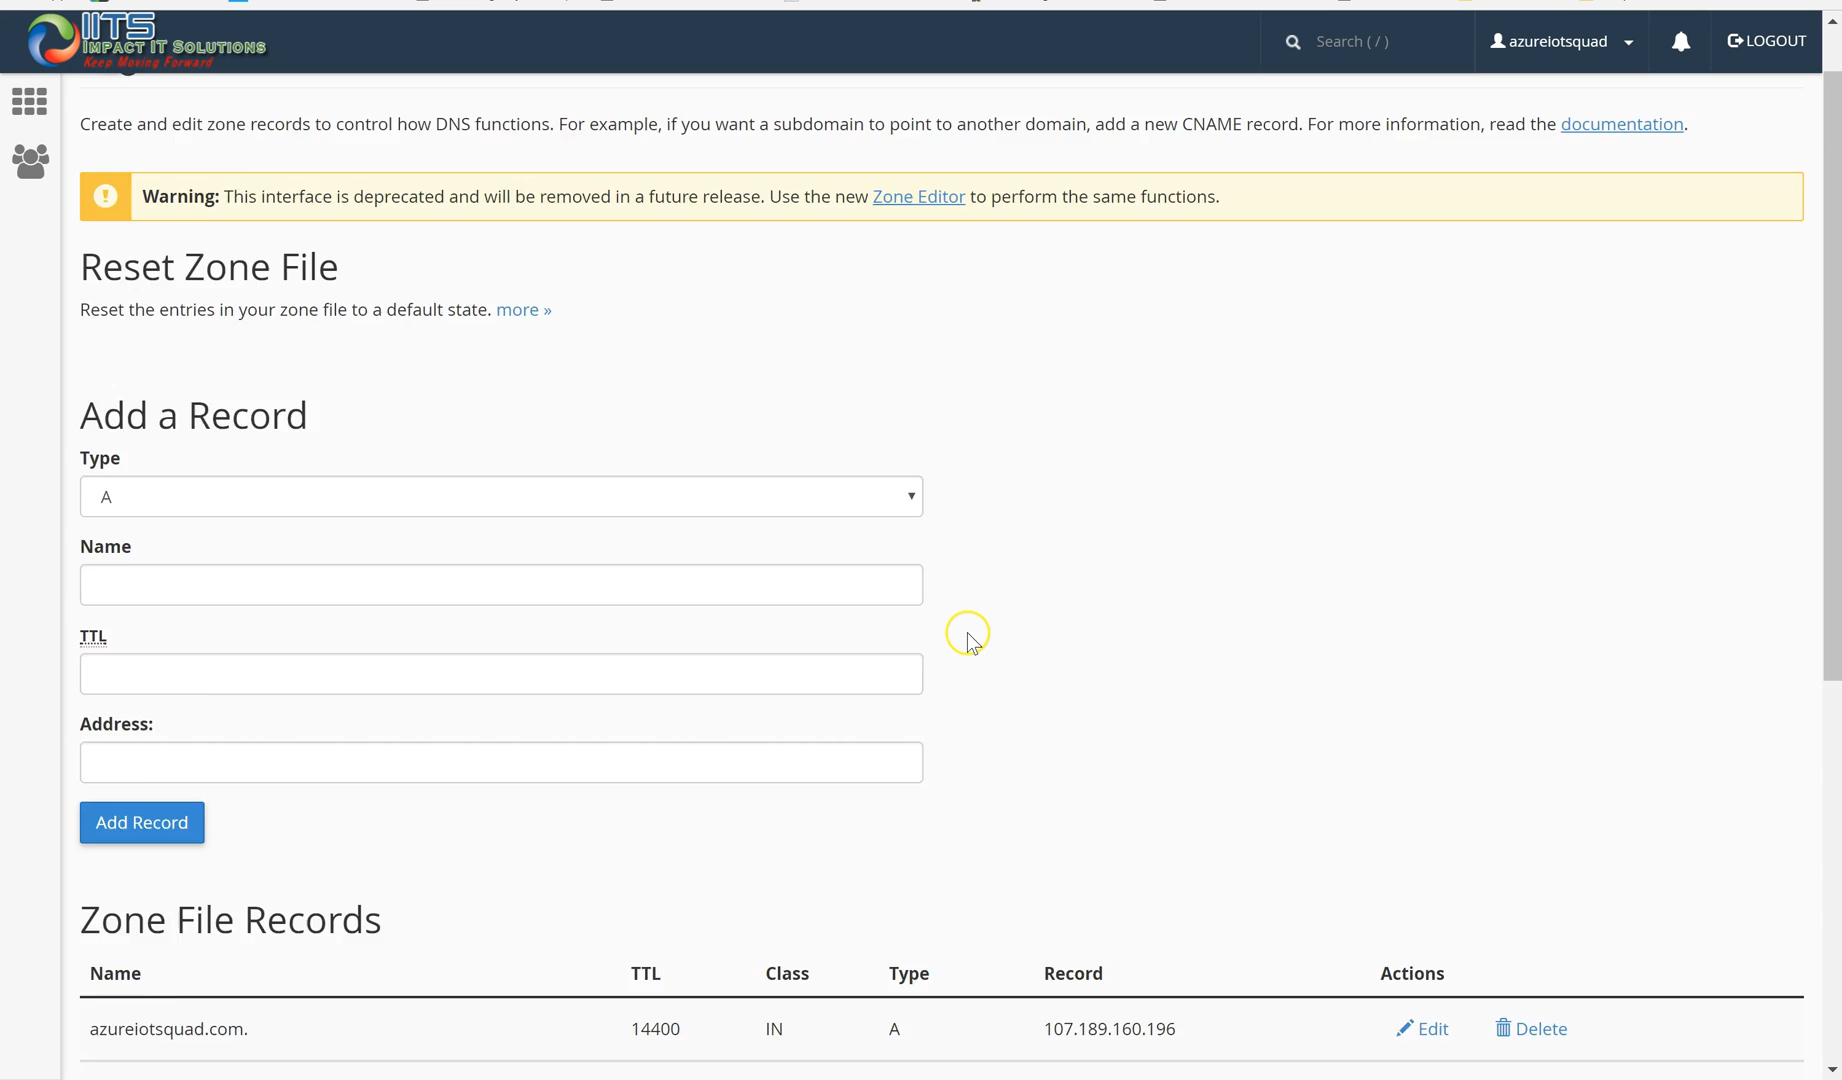 IITS
IMPACT IT SOLUTIONS
Keep Moving Forward
Search ( / )
azureiotsquad
LOGOUT
Create and edit zone records to control how DNS functions. For example, if you want a subdomain to point to another domain, add a new CNAME record. For more information, read the documentation.
Warning: This interface is deprecated and will be removed in a future release. Use the new Zone Editor to perform the same functions.
Reset Zone File
Reset the entries in your zone file to a default state. more »
Add a Record
Type
A
Name
TTL
Address:
Add Record
Zone File Records
Name TTL Class Type Record Actions
azureiotsquad.com. 14400 IN A 107.189.160.196 Edit Delete